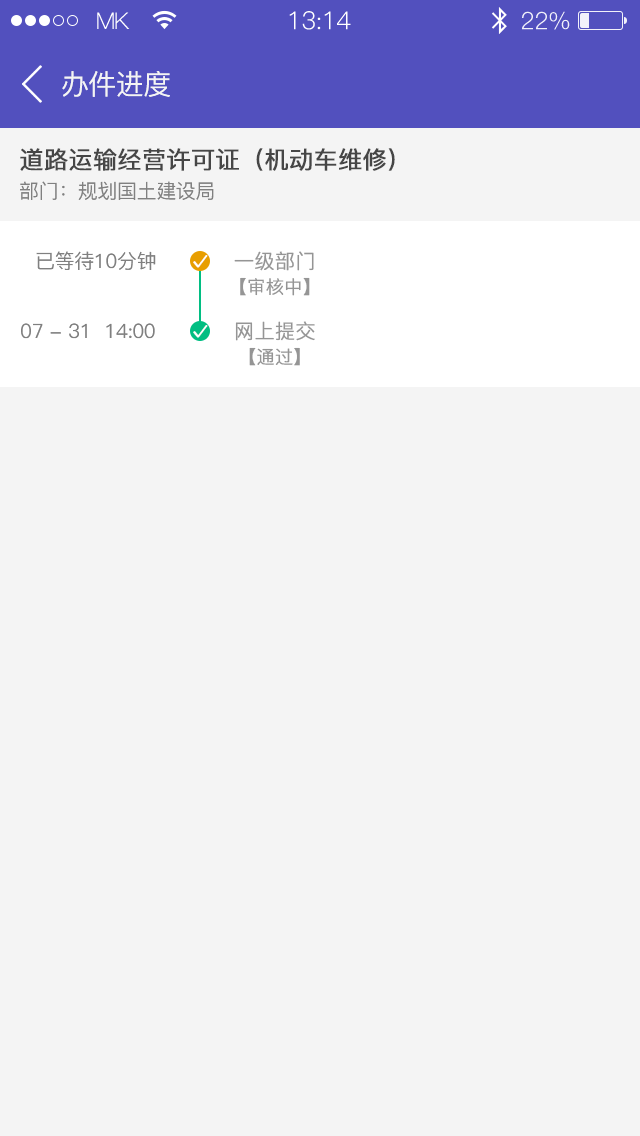 MK 13:14 22%
办件进度
道路运输经营许可证（机动车维修）
部门：规划国土建设局
已等待10分钟 一级部门
【审核中】
07 – 31 14:00 网上提交
【通过】